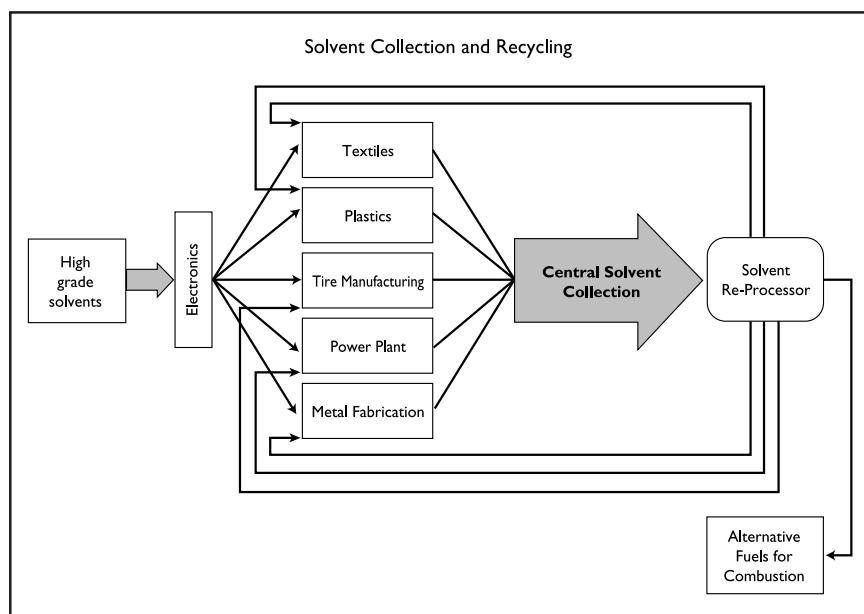 Solvent Collection and Recycling
High
grade
solvents
Electronics
Textiles
Plastics
Tire Manufacturing
Power Plant
Metal Fabrication
Central Solvent
Collection
Solvent
Re-Processor
Alternative
Fuels for
Combustion